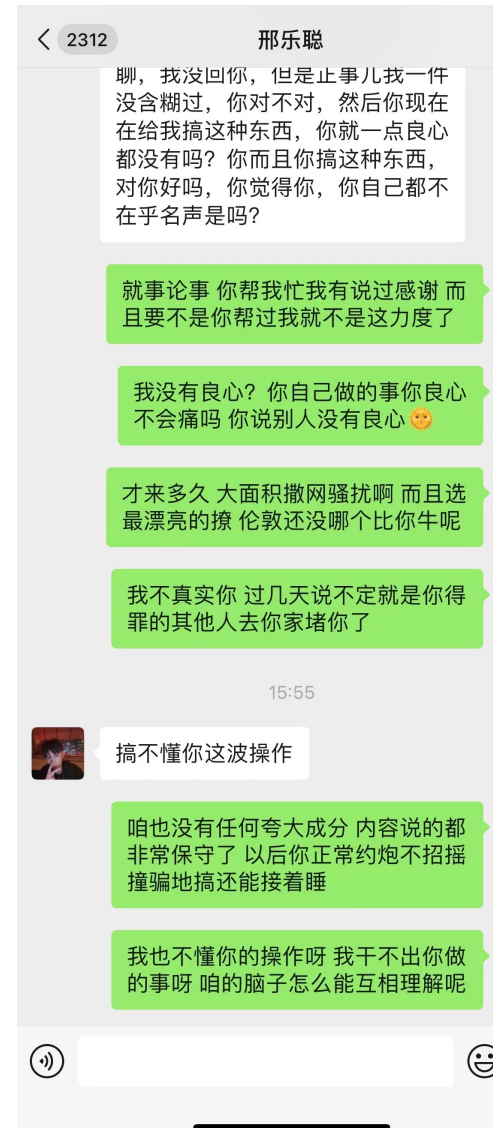 2312
邢乐聪
聊，我没回你，但是正事儿我一件
没含糊过，你对不对，然后你现在
在给我搞这种东西，你就一点良心
都没有吗？你而且你搞这种东西，
对你好吗，你觉得你，你自己都不
在乎名声是吗？
就事论事 你帮我忙我有说过感谢 而
且要不是你帮过我就不是这力度了
我没有良心？你自己做的事你良心
不会痛吗 你说别人没有良心🌞
才来多久 大面积撒网骚扰啊 而且选
最漂亮的撩 伦敦还没哪个比你牛呢
我不真实你 过几天说不定就是你得
罪的其他人去你家堵你了
15:55
搞不懂你这波操作
咱也没有任何夸大成分 内容说的都
非常保守了 以后你正常约炮不招摇
撞骗地搞还能接着睡
我也不懂你的操作呀 我干不出你做
的事呀 咱的脑子怎么能互相理解呢